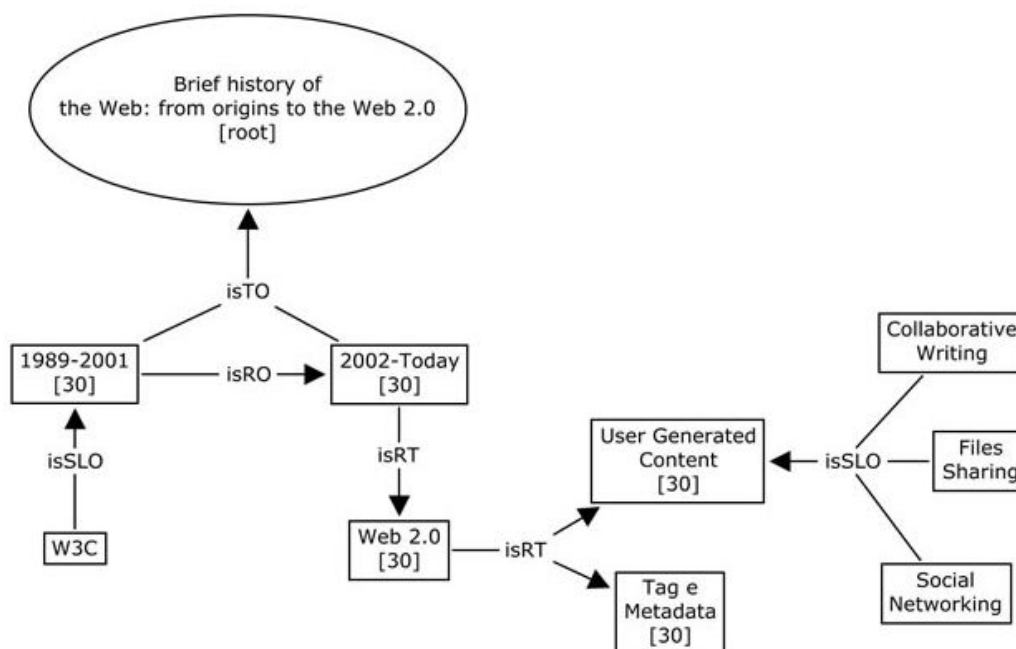 Brief history of
the Web: from origins to the Web 2.0
[root]
isTO
1989-2001
[30]
isRO
2002-Today
[30]
isSLO
W3C
isRT
Web 2.0
[30]
isRT
User Generated
Content
[30]
Tag e
Metadata
[30]
isSLO
Collaborative
Writing
Files
Sharing
Social
Networking